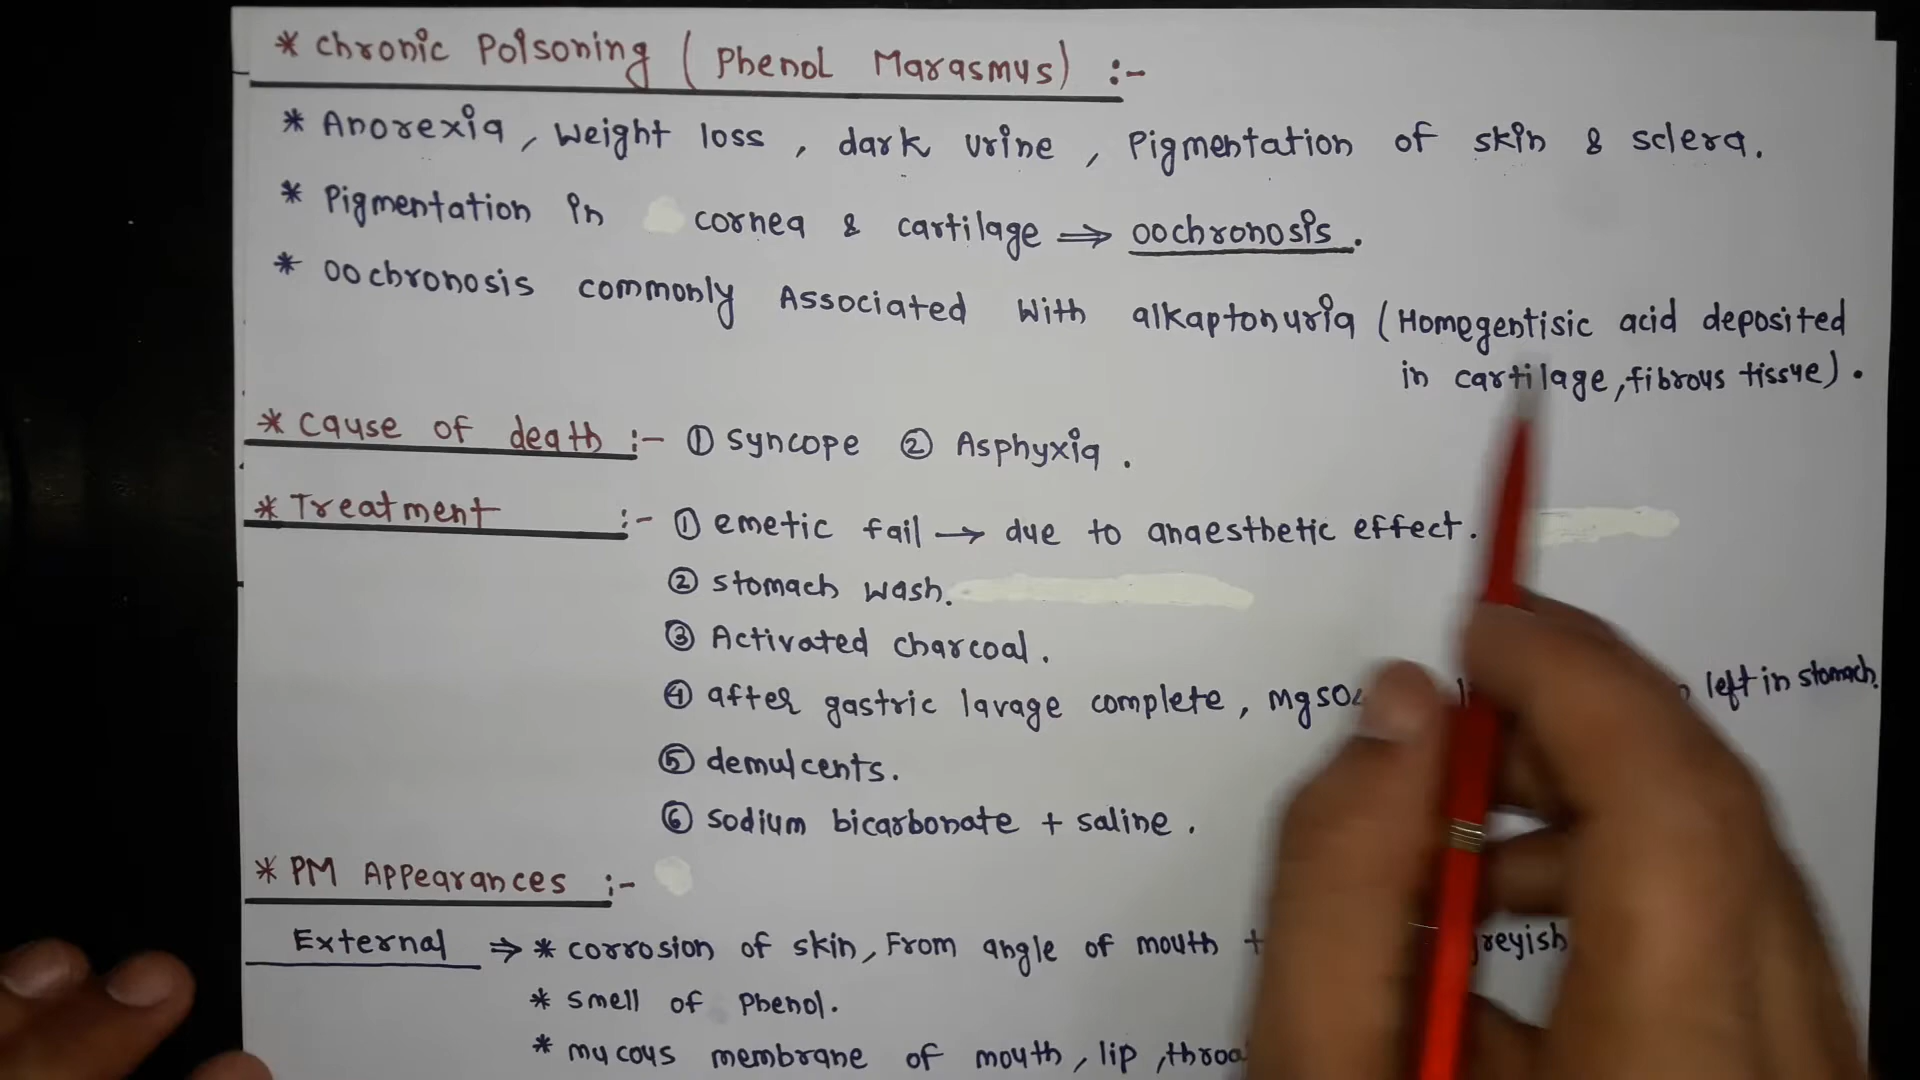 * Chronic Poisoning ( Phenol Marasmus) :-
* Anorexia, weight loss, dark urine, Pigmentation of skin & sclera.
* Pigmentation in cornea & cartilage ⇒ oochronosis.
* oochronosis commonly Associated with alkaptonuria (Homegentisic acid deposited
in cartilage, fibrous tissue).
* Cause of death :- ① syncope ② Asphyxia.
* Treatment :- ① emetic fail → due to anaesthetic effect.
② stomach wash.
③ Activated charcoal.
④ after gastric lavage complete, left in stomach.
⑤ demulcents.
⑥ sodium bicarbonate + saline.
* PM Appearances :-
External ⇒ * corrosion of skin, From angle of mouth
* smell of Phenol.
* mucous membrane of mouth, lip,